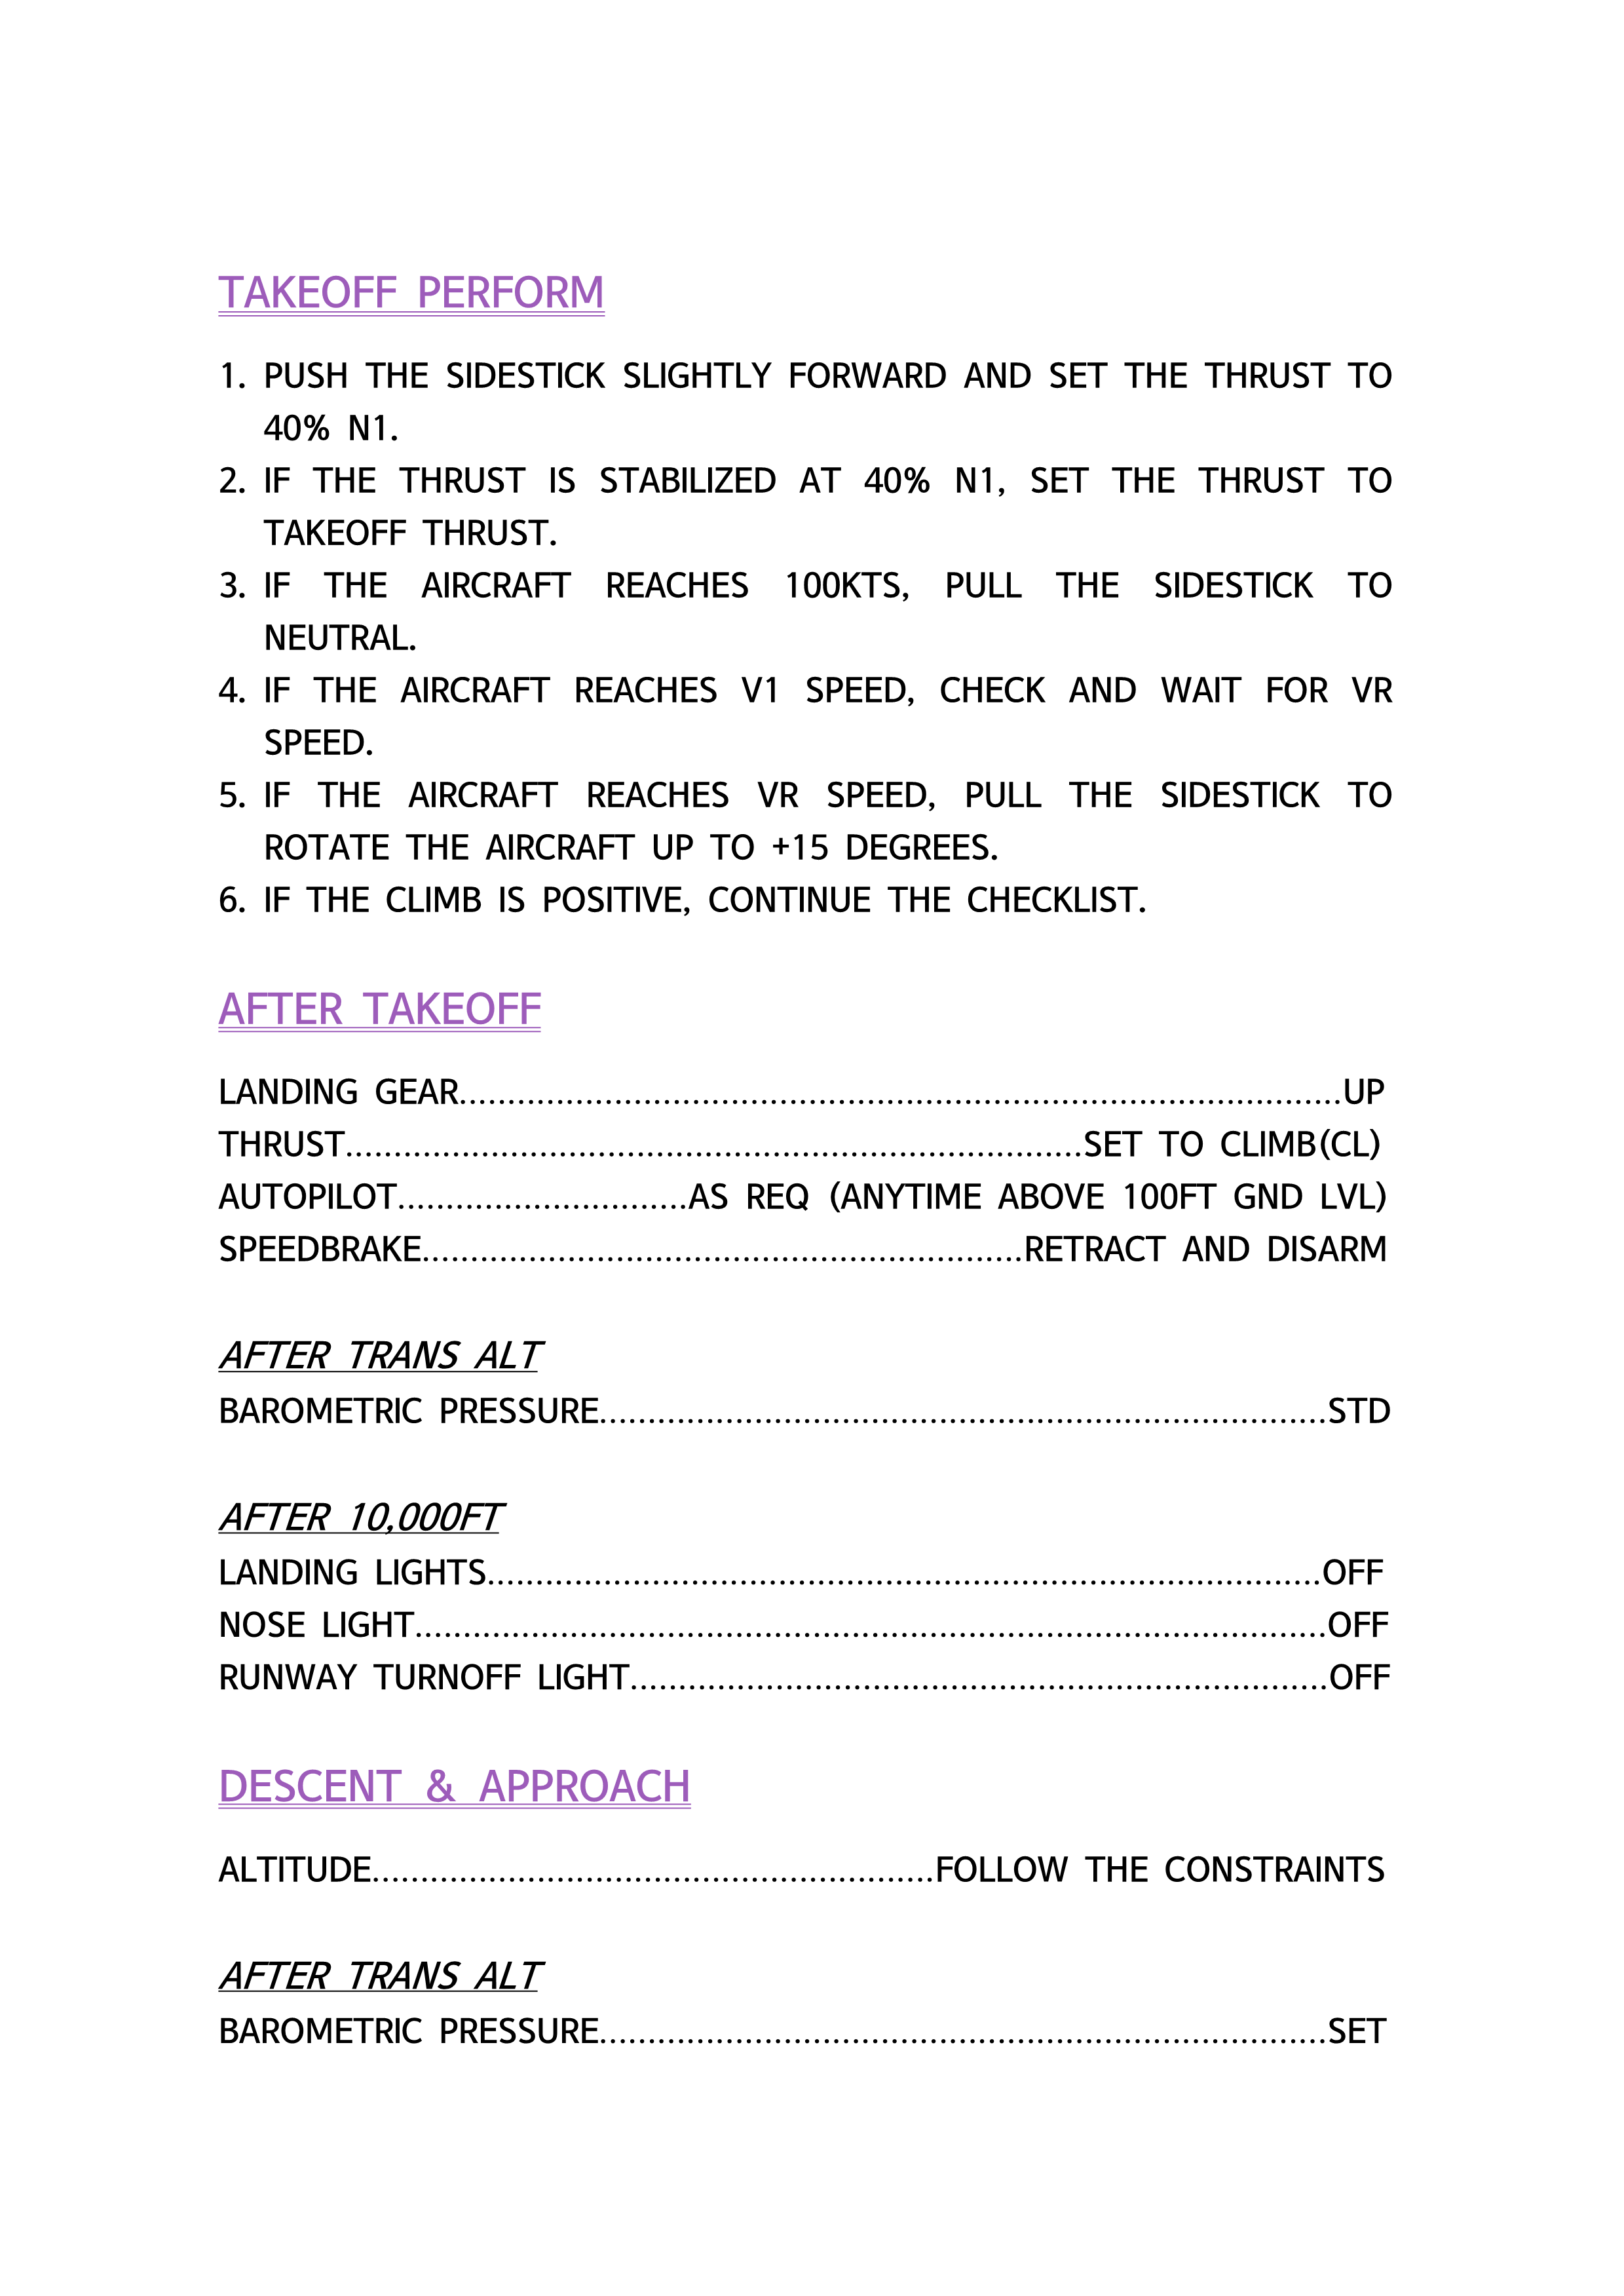 TAKEOFF PERFORM
1. PUSH THE SIDESTICK SLIGHTLY FORWARD AND SET THE THRUST TO
40% N1.
2. IF THE THRUST IS STABILIZED AT 40% N1, SET THE THRUST TO
TAKEOFF THRUST.
3. IF THE AIRCRAFT REACHES 100KTS, PULL THE SIDESTICK TO
NEUTRAL.
4. IF THE AIRCRAFT REACHES V1 SPEED, CHECK AND WAIT FOR VR
SPEED.
5. IF THE AIRCRAFT REACHES VR SPEED, PULL THE SIDESTICK TO
ROTATE THE AIRCRAFT UP TO +15 DEGREES.
6. IF THE CLIMB IS POSITIVE, CONTINUE THE CHECKLIST.
AFTER TAKEOFF
LANDING GEAR..........................................................................................UP
THRUST...........................................................................SET TO CLIMB(CL)
AUTOPILOT.............................AS REQ (ANYTIME ABOVE 100FT GND LVL)
SPEEDBRAKE.............................................................RETRACT AND DISARM
AFTER TRANS ALT
BAROMETRIC PRESSURE..........................................................................STD
AFTER 10,000FT
LANDING LIGHTS.....................................................................................OFF
NOSE LIGHT.............................................................................................OFF
RUNWAY TURNOFF LIGHT.......................................................................OFF
DESCENT & APPROACH
ALTITUDE.........................................................FOLLOW THE CONSTRAINTS
AFTER TRANS ALT
BAROMETRIC PRESSURE..........................................................................SET